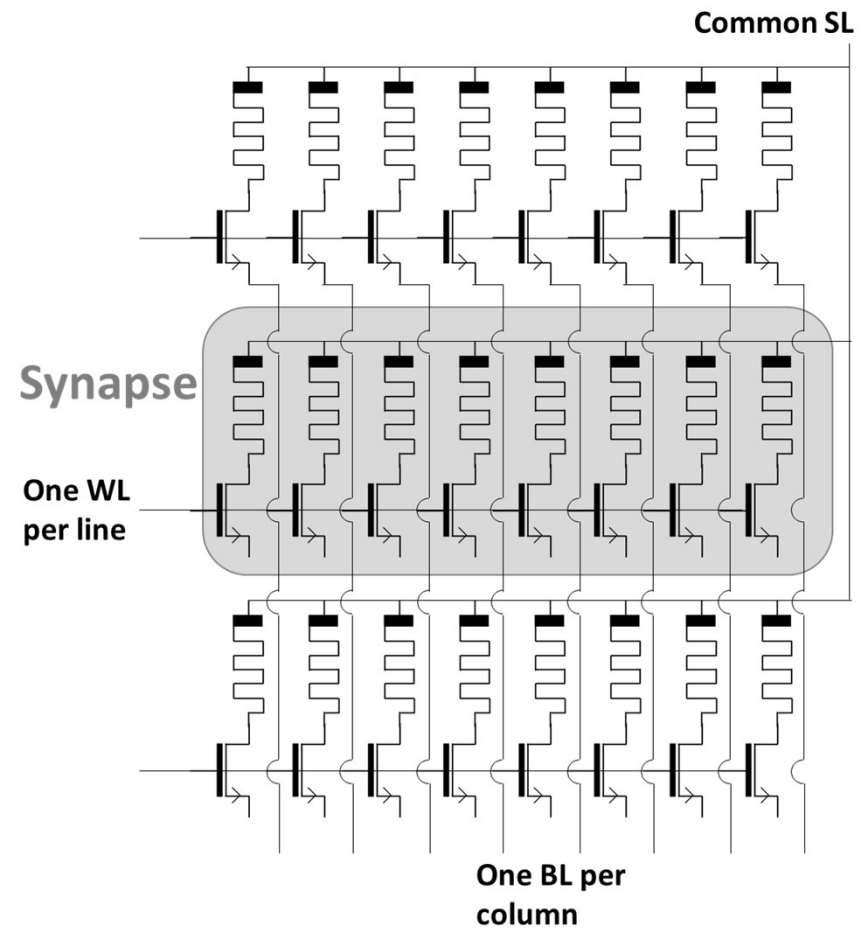 Common SL
Synapse
One WL
per line
One BL per
column